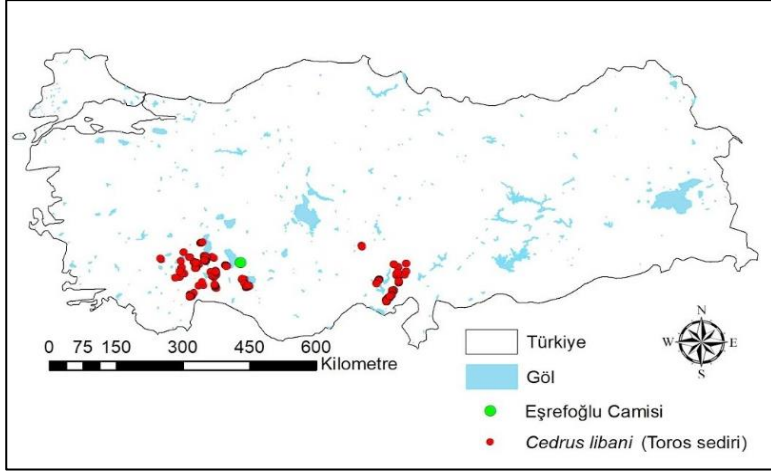 0 75 150 300 450 600
Kilometre
Türkiye
Göl
Eşrefoğlu Camisi
Cedrus libani (Toros sediri)
N
W E
S